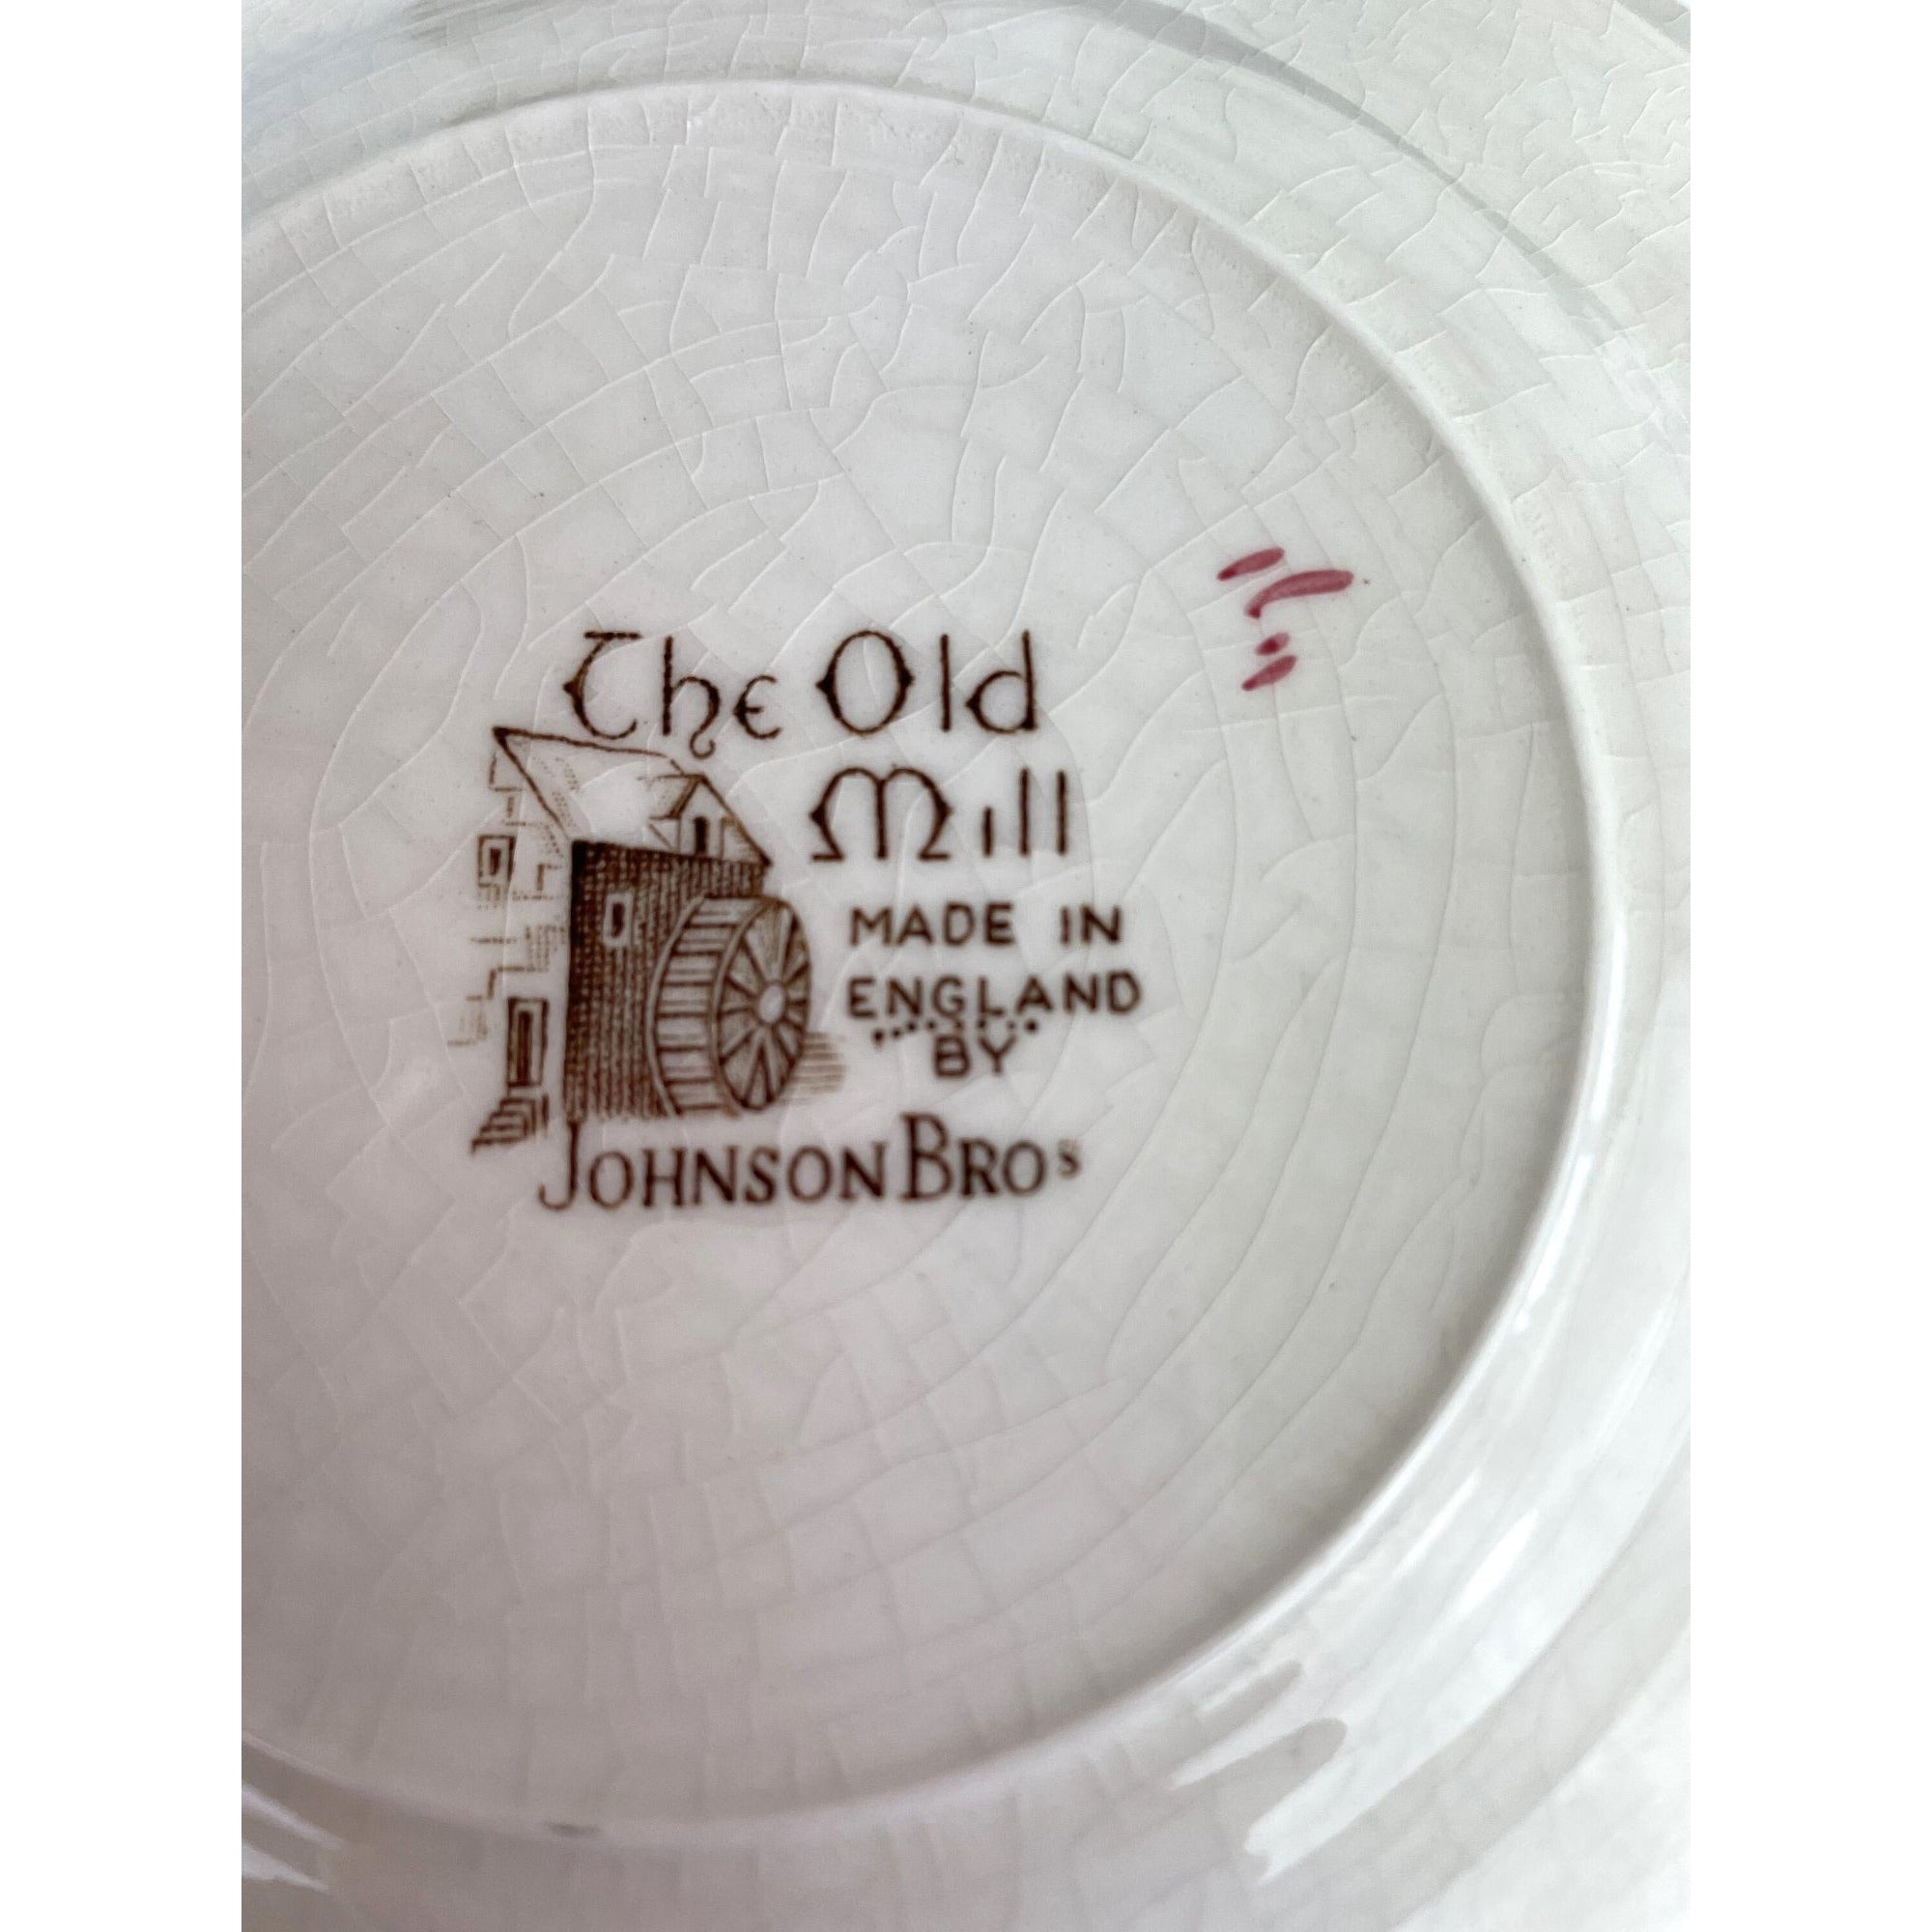 The Old
Mill
MADE IN
ENGLAND
BY
JOHNSON BROS